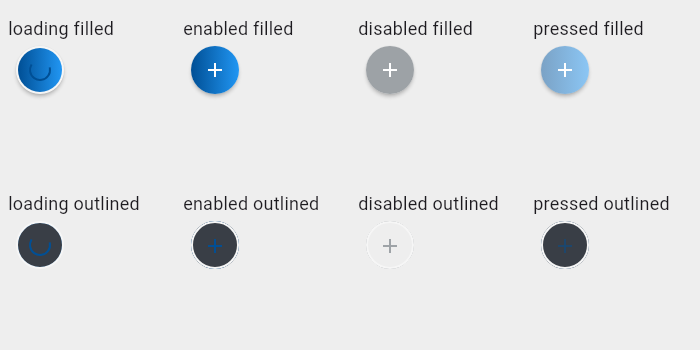 loading filled
enabled filled
disabled filled
pressed filled
loading outlined
enabled outlined
disabled outlined
pressed outlined